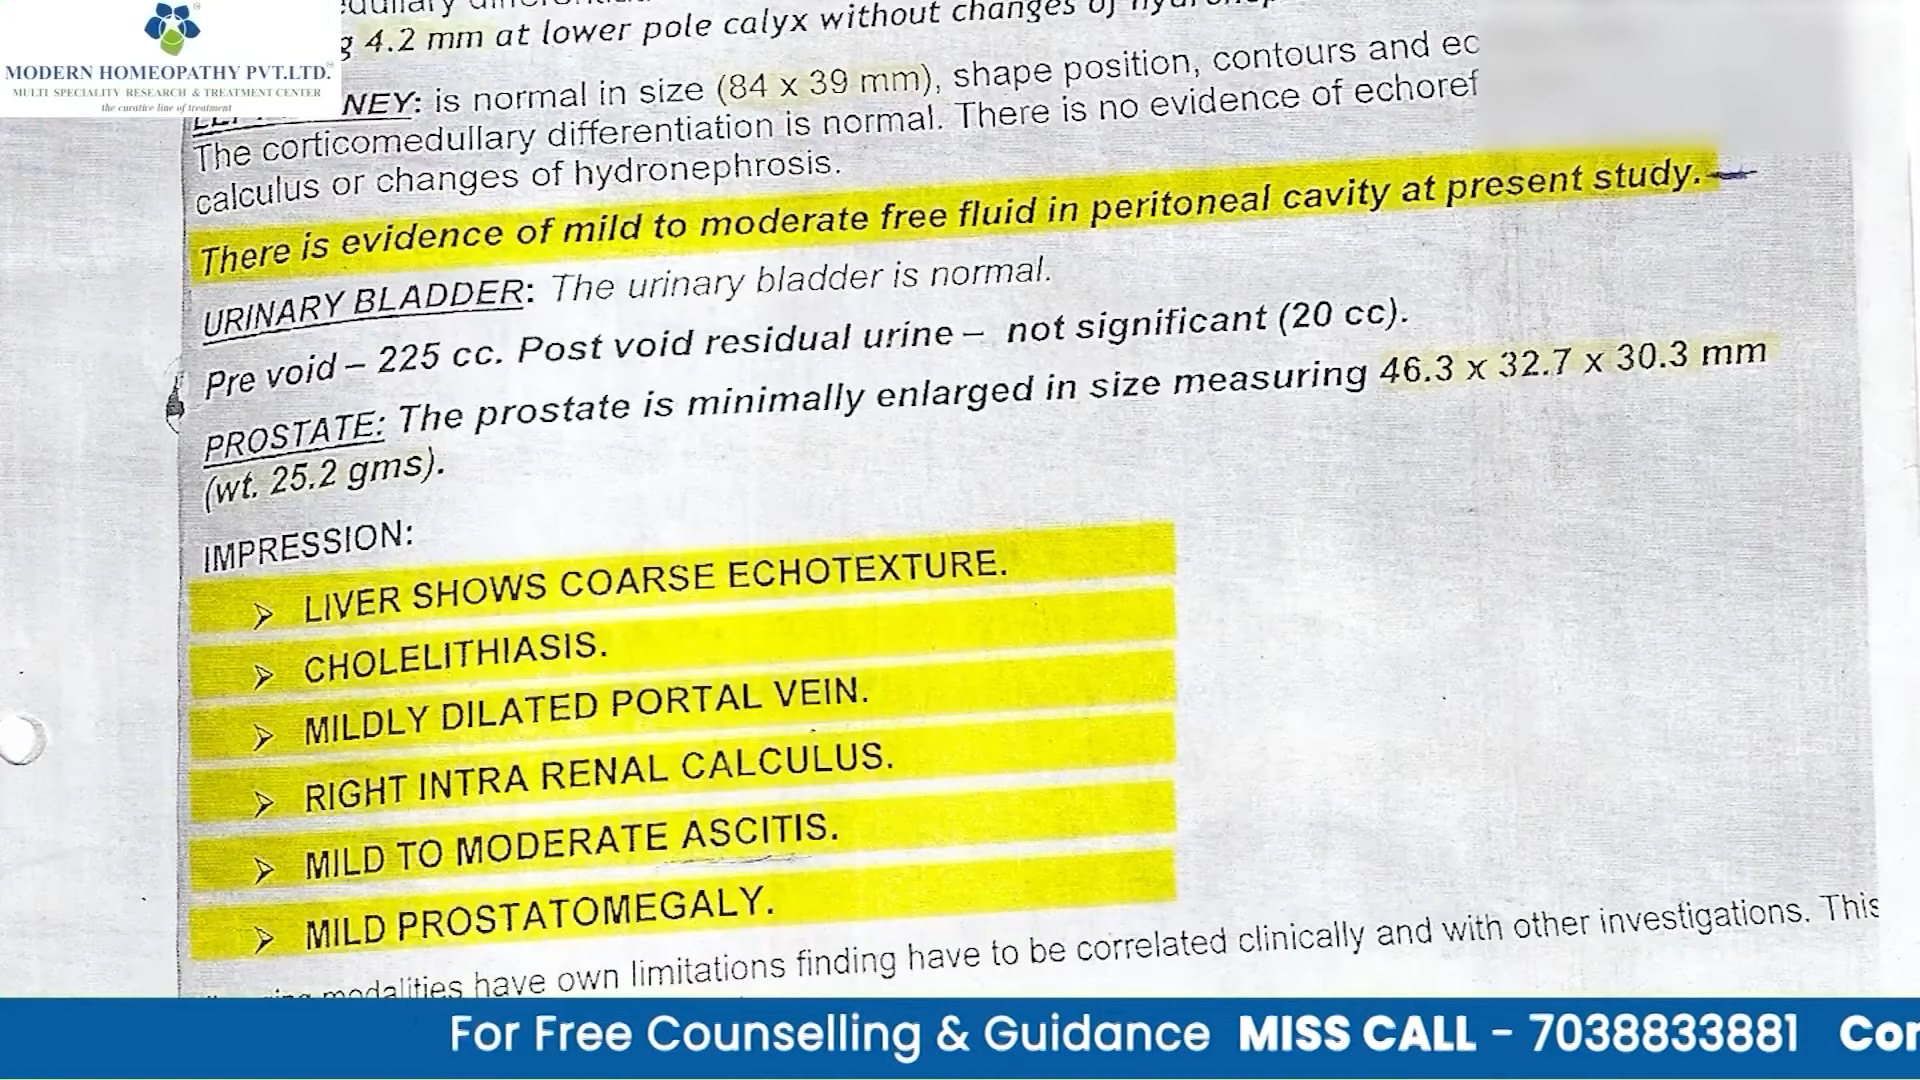 MODERN HOMEOPATHY PVT.LTD.
MULTI SPECIALITY RESEARCH & TREATMENT CENTER
the curative line of treatment
4.2 mm at lower pole calyx without changes of
NEY: is normal in size (84 x 39 mm), shape position, contours and
The corticomedullary differentiation is normal. There is no evidence of
calculus or changes of hydronephrosis.
There is evidence of mild to moderate free fluid in peritoneal cavity at present study.
URINARY BLADDER: The urinary bladder is normal.
Pre void – 225 cc. Post void residual urine – not significant (20 cc).
PROSTATE: The prostate is minimally enlarged in size measuring 46.3 x 32.7 x 30.3 mm
(wt. 25.2 gms).
IMPRESSION:
➢ LIVER SHOWS COARSE ECHOTEXTURE.
➢ CHOLELITHIASIS.
➢ MILDLY DILATED PORTAL VEIN.
➢ RIGHT INTRA RENAL CALCULUS.
➢ MILD TO MODERATE ASCITIS.
➢ MILD PROSTATOMEGALY.
modalities have own limitations finding have to be correlated clinically and with other investigations. This
For Free Counselling & Guidance MISS CALL - 7038833881 Con